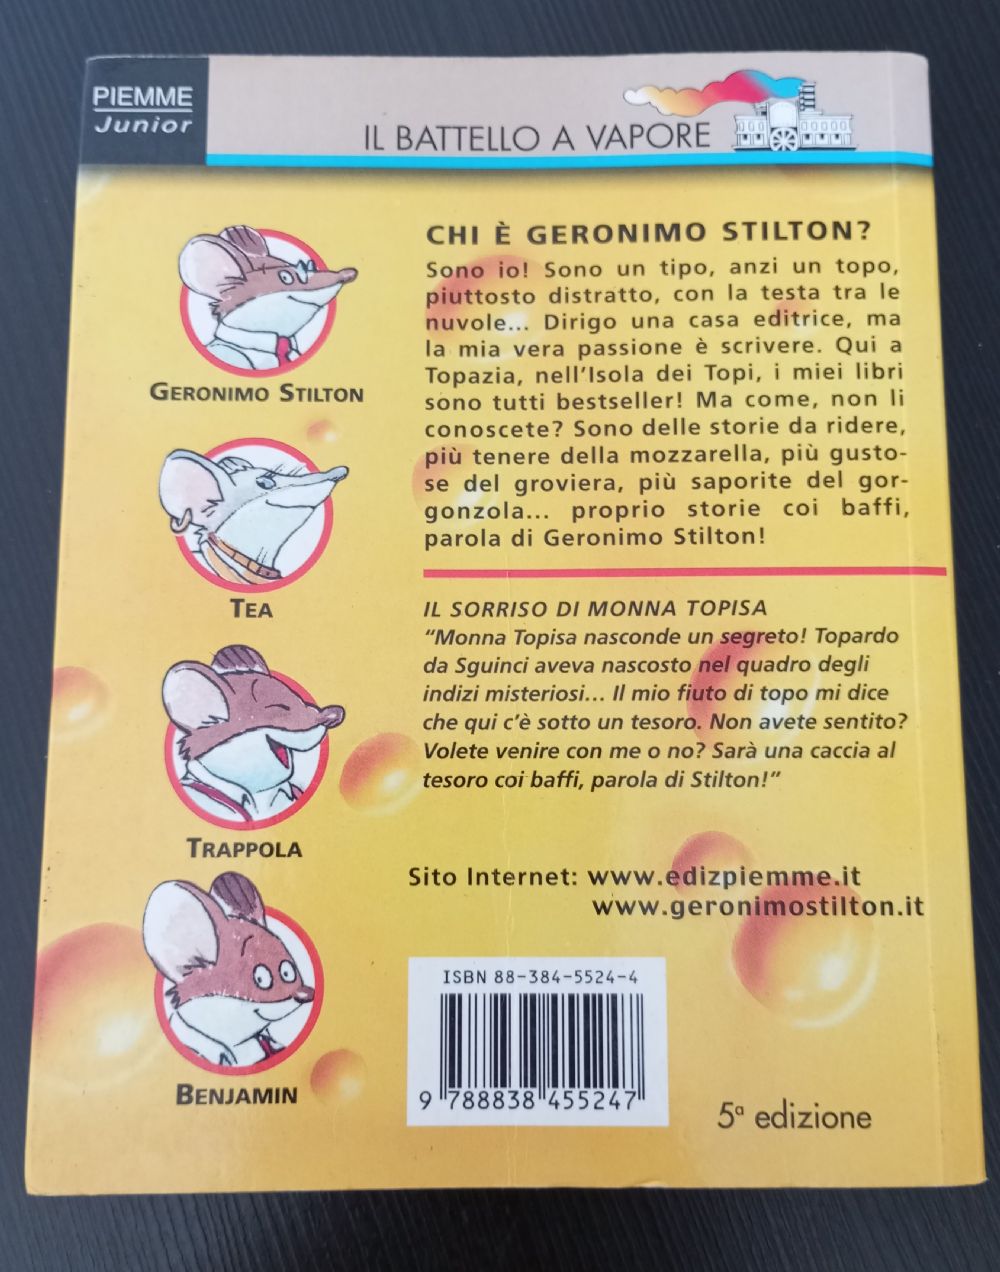 PIEMME
Junior
IL BATTELLO A VAPORE
CHI È GERONIMO STILTON?
Sono io! Sono un tipo, anzi un topo,
piuttosto distratto, con la testa tra le
nuvole... Dirigo una casa editrice, ma
la mia vera passione è scrivere. Qui a
Topazia, nell'Isola dei Topi, i miei libri
sono tutti bestseller! Ma come, non li
conoscete? Sono delle storie da ridere,
più tenere della mozzarella, più gusto-
se del groviera, più saporite del gor-
gonzola... proprio storie coi baffi,
parola di Geronimo Stilton!
GERONIMO STILTON
TEA
TRAPPOLA
BENJAMIN
IL SORRISO DI MONNA TOPISA
“Monna Topisa nasconde un segreto! Topardo
da Sguinci aveva nascosto nel quadro degli
indizi misteriosi... Il mio fiuto di topo mi dice
che qui c'è sotto un tesoro. Non avete sentito?
Volete venire con me o no? Sarà una caccia al
tesoro coi baffi, parola di Stilton!”
Sito Internet: www.edizpiemme.it
www.geronimostilton.it
ISBN 88-384-5524-4
9 788838 455247
5ª edizione